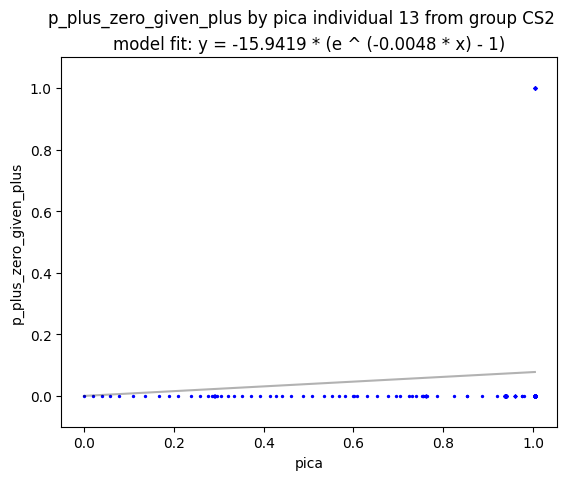 p_plus_zero_given_plus by pica individual 13 from group CS2
model fit: y = -15.9419 * (e ^ (-0.0048 * x) - 1)
1.0
0.8
0.6
0.4
0.2
0.0
p_plus_zero_given_plus
0.0 0.2 0.4 0.6 0.8 1.0
pica